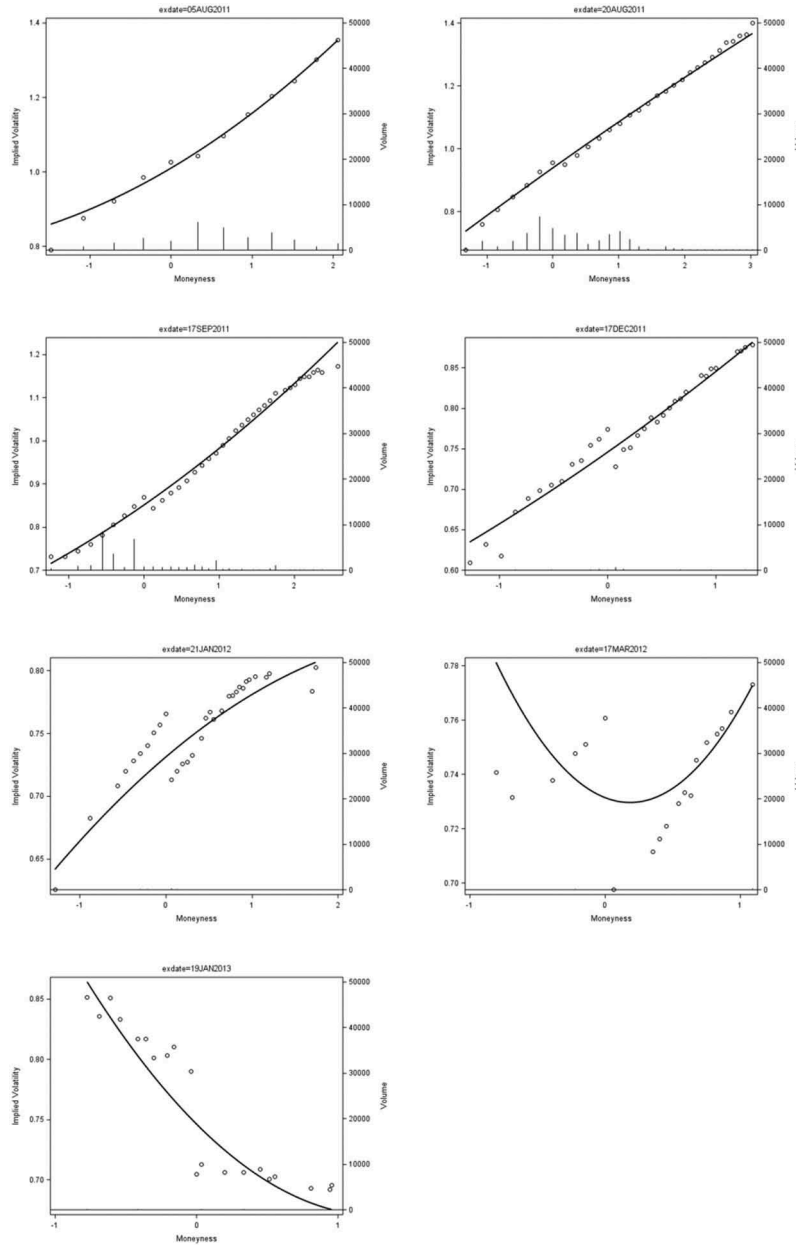 exdate=05AUG2011
1.4
1.2
1.0
0.8
Implied Volatility
50000
40000
30000
20000
10000
0
Volume
-1 0 1 2
Moneyness
exdate=20AUG2011
1.4
1.2
1.0
0.8
Implied Volatility
50000
40000
30000
20000
10000
0
-1 0 1 2 3
Moneyness
exdate=17SEP2011
1.2
1.1
1.0
0.9
0.8
0.7
Implied Volatility
50000
40000
30000
20000
10000
0
Volume
-1 0 1 2
Moneyness
exdate=17DEC2011
0.85
0.80
0.75
0.70
0.65
0.60
Implied Volatility
50000
40000
30000
20000
10000
0
-1 0 1
Moneyness
exdate=21JAN2012
0.80
0.75
0.70
0.65
Implied Volatility
50000
40000
30000
20000
10000
0
Volume
-1 0 1 2
Moneyness
exdate=17MAR2012
0.78
0.76
0.74
0.72
0.70
Implied Volatility
50000
40000
30000
20000
10000
0
-1 0 1
Moneyness
exdate=19JAN2013
0.85
0.80
0.75
0.70
Implied Volatility
50000
40000
30000
20000
10000
0
Volume
-1 0 1
Moneyness